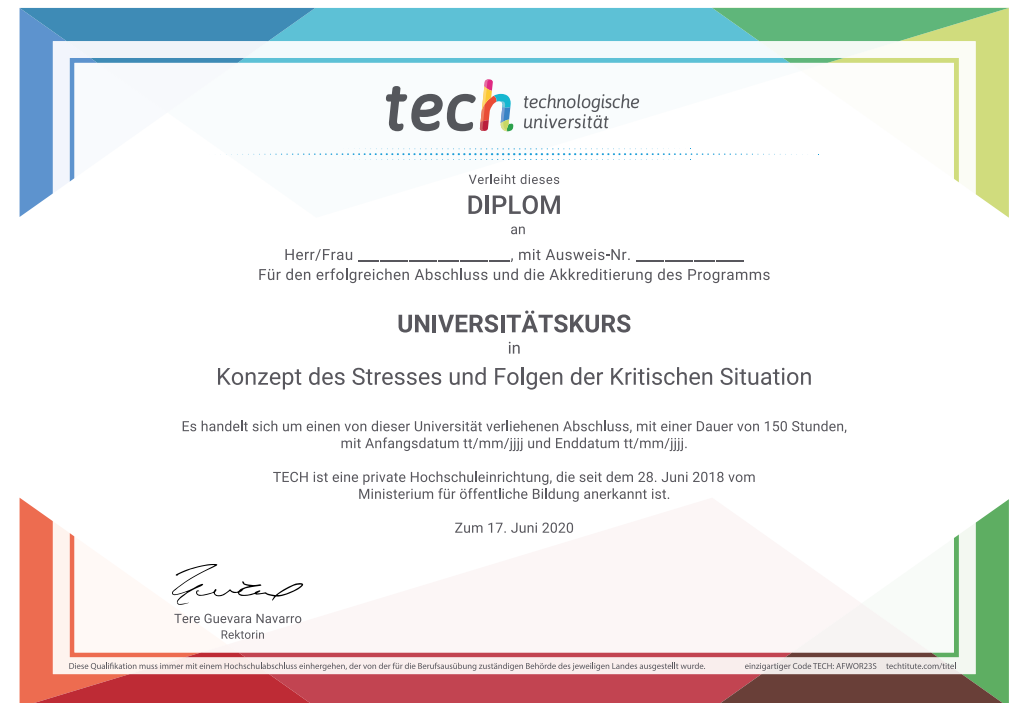 tech technologische
universität
Verleiht dieses
DIPLOM
an
Herr/Frau ____________________, mit Ausweis-Nr. ______________
Für den erfolgreichen Abschluss und die Akkreditierung des Programms
UNIVERSITÄTSKURS
in
Konzept des Stresses und Folgen der Kritischen Situation
Es handelt sich um einen von dieser Universität verliehenen Abschluss, mit einer Dauer von 150 Stunden,
mit Anfangsdatum tt/mm/jjjj und Enddatum tt/mm/jjjj.
TECH ist eine private Hochschuleinrichtung, die seit dem 28. Juni 2018 vom
Ministerium für öffentliche Bildung anerkannt ist.
Zum 17. Juni 2020
Tere Guevara Navarro
Rektorin
Diese Qualifikation muss immer mit einem Hochschulabschluss einhergehen, der von der für die Berufsausübung zuständigen Behörde des jeweiligen Landes ausgestellt wurde. einzigartiger Code TECH: AFWOR23S techtitute.com/titel